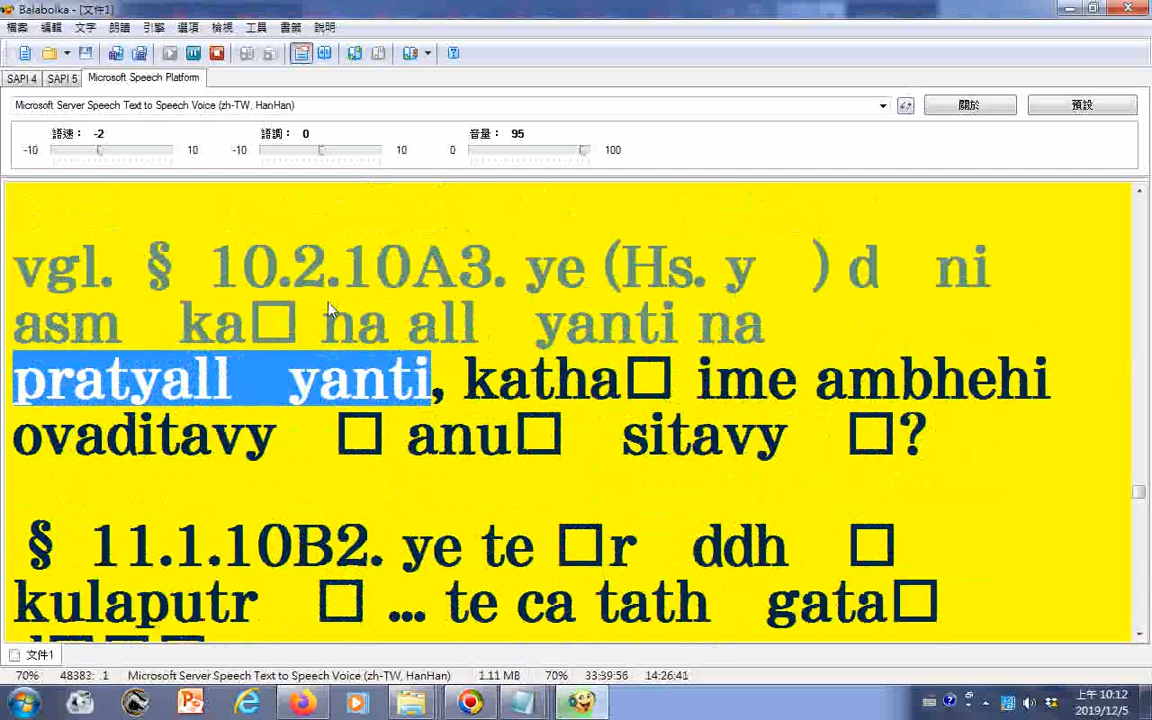 Balabolka - [文件1]
檔案 編輯 文字 朗讀 引擎 選項 檢視 工具 書籤 說明
SAPI 4 SAPI 5 Microsoft Speech Platform
Microsoft Server Speech Text to Speech Voice (zh-TW, HanHan) 關於 預設
語速： -2 語調： 0 音量： 95
-10 10 -10 10 0 100
vgl. § 10.2.10A3. ye (Hs. y ) d ni
asm ka□ na all yanti na
pratyall yanti, katha□ ime ambhehi
ovaditavy □ anu□ sitavy □?
§ 11.1.10B2. ye te □r ddh □
kulaputr □ ... te ca tath gata□
文件1
70% 48383: .1 Microsoft Server Speech Text to Speech Voice (zh-TW, HanHan) 1.11 MB 70% 33:39:56 14:26:41
上午 10:12
2019/12/5